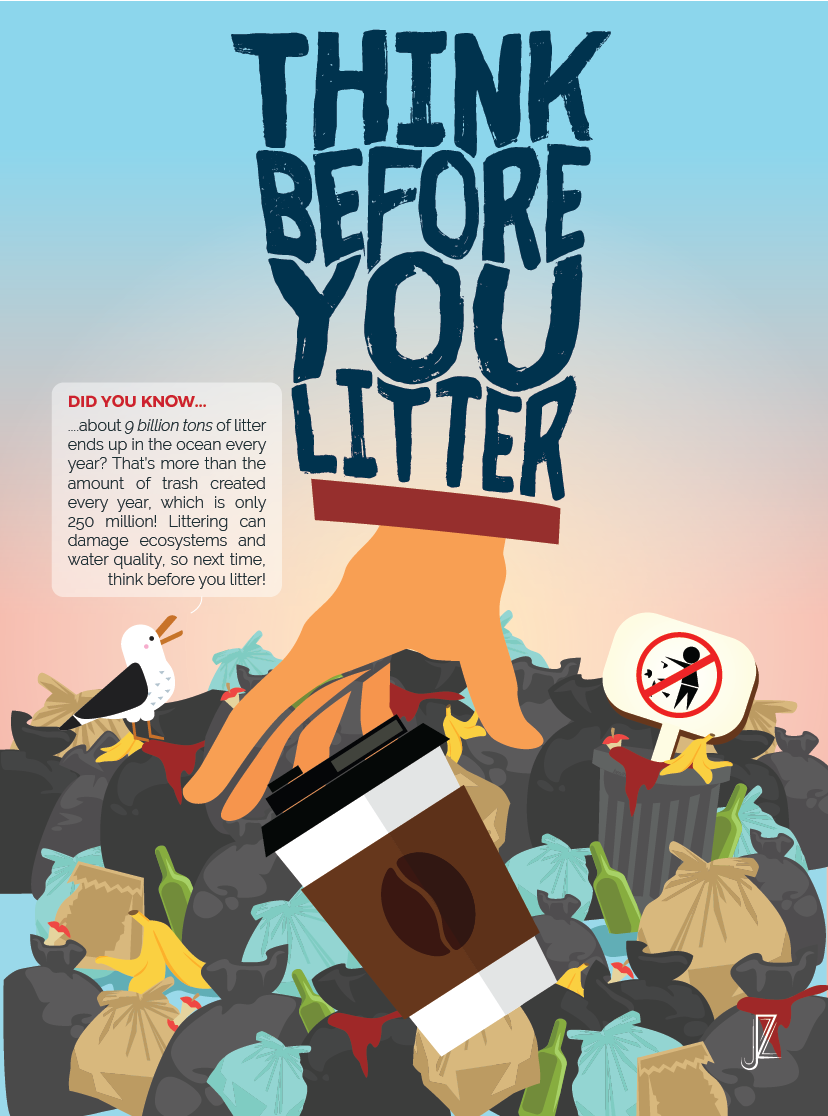 THINK
BEFORE
YOU
LITTER
DID YOU KNOW...
....about 9 billion tons of litter
ends up in the ocean every
year? That's more than the
amount of trash created
every year, which is only
250 million! Littering can
damage ecosystems and
water quality, so next time,
think before you litter!
JZ